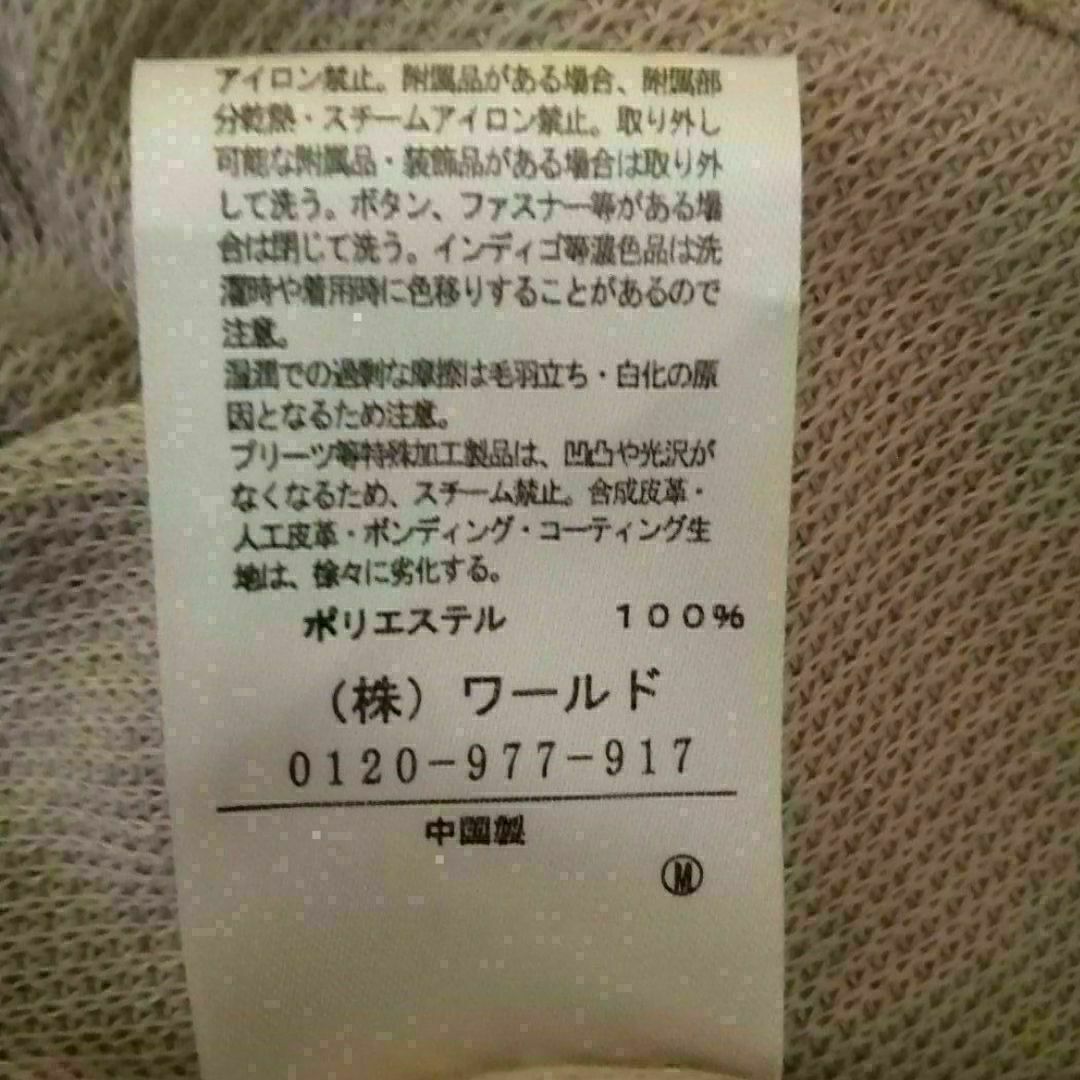 アイロン禁止。附属品がある場合、附属部
分乾熱・スチームアイロン禁止。取り外し
可能な附属品・装飾品がある場合は取り外
して洗う。ボタン、ファスナー等がある場
合は閉じて洗う。インディゴ等濃色品は洗
濯時や着用時に色移りすることがあるので
注意。
湿潤での過剰な摩擦は毛羽立ち・白化の原
因となるため注意。
プリーツ等特殊加工製品は、凹凸や光沢が
なくなるため、スチーム禁止。合成皮革・
人工皮革・ボンディング・コーティング生
地は、徐々に劣化する。
ポリエステル　１００％
（株）ワールド
0120-977-917
中国製
Ⓜ